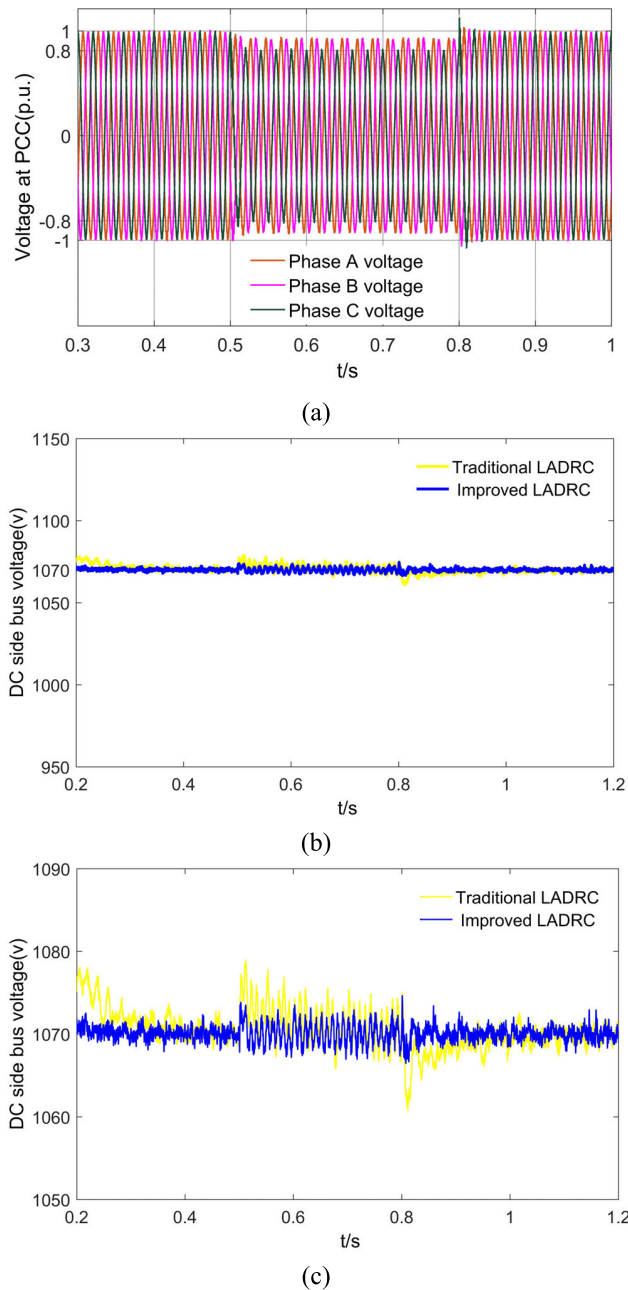 1
0.8
0
-0.8
-1
Voltage at PCC(p.u.)
Phase A voltage
Phase B voltage
Phase C voltage
0.3 0.4 0.5 0.6 0.7 0.8 0.9 1
t/s
(a)
1150
1100
1070
1050
1000
950
DC side bus voltage(v)
Traditional LADRC
Improved LADRC
0.2 0.4 0.6 0.8 1 1.2
t/s
(b)
1090
1080
1070
1060
1050
DC side bus voltage(v)
Traditional LADRC
Improved LADRC
0.2 0.4 0.6 0.8 1 1.2
t/s
(c)